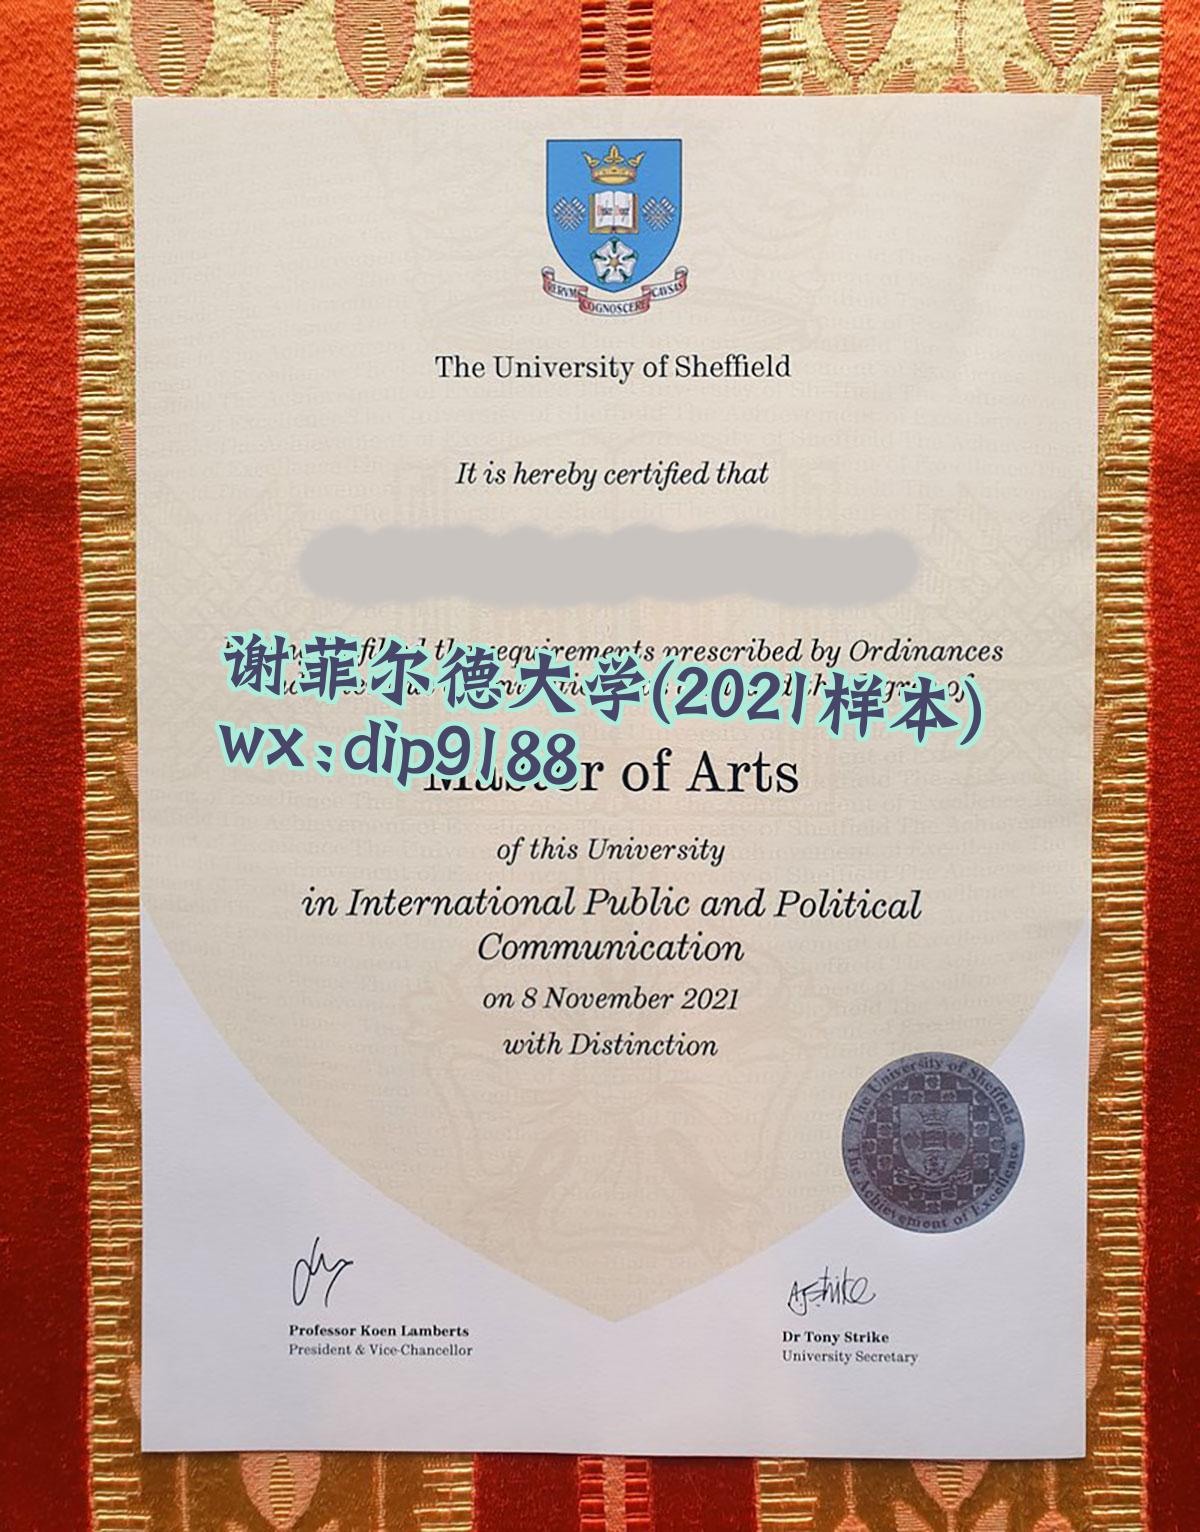 RERVM COGNOSCERE CAVSAS
The University of Sheffield
It is hereby certified that
the requirements prescribed by Ordinances
谢菲尔德大学(2021样本)
wx:dip9188
Master of Arts
of this University
in International Public and Political
Communication
on 8 November 2021
with Distinction
The University of Sheffield
The Achievement of Excellence
Professor Koen Lamberts
President & Vice-Chancellor
Dr Tony Strike
University Secretary